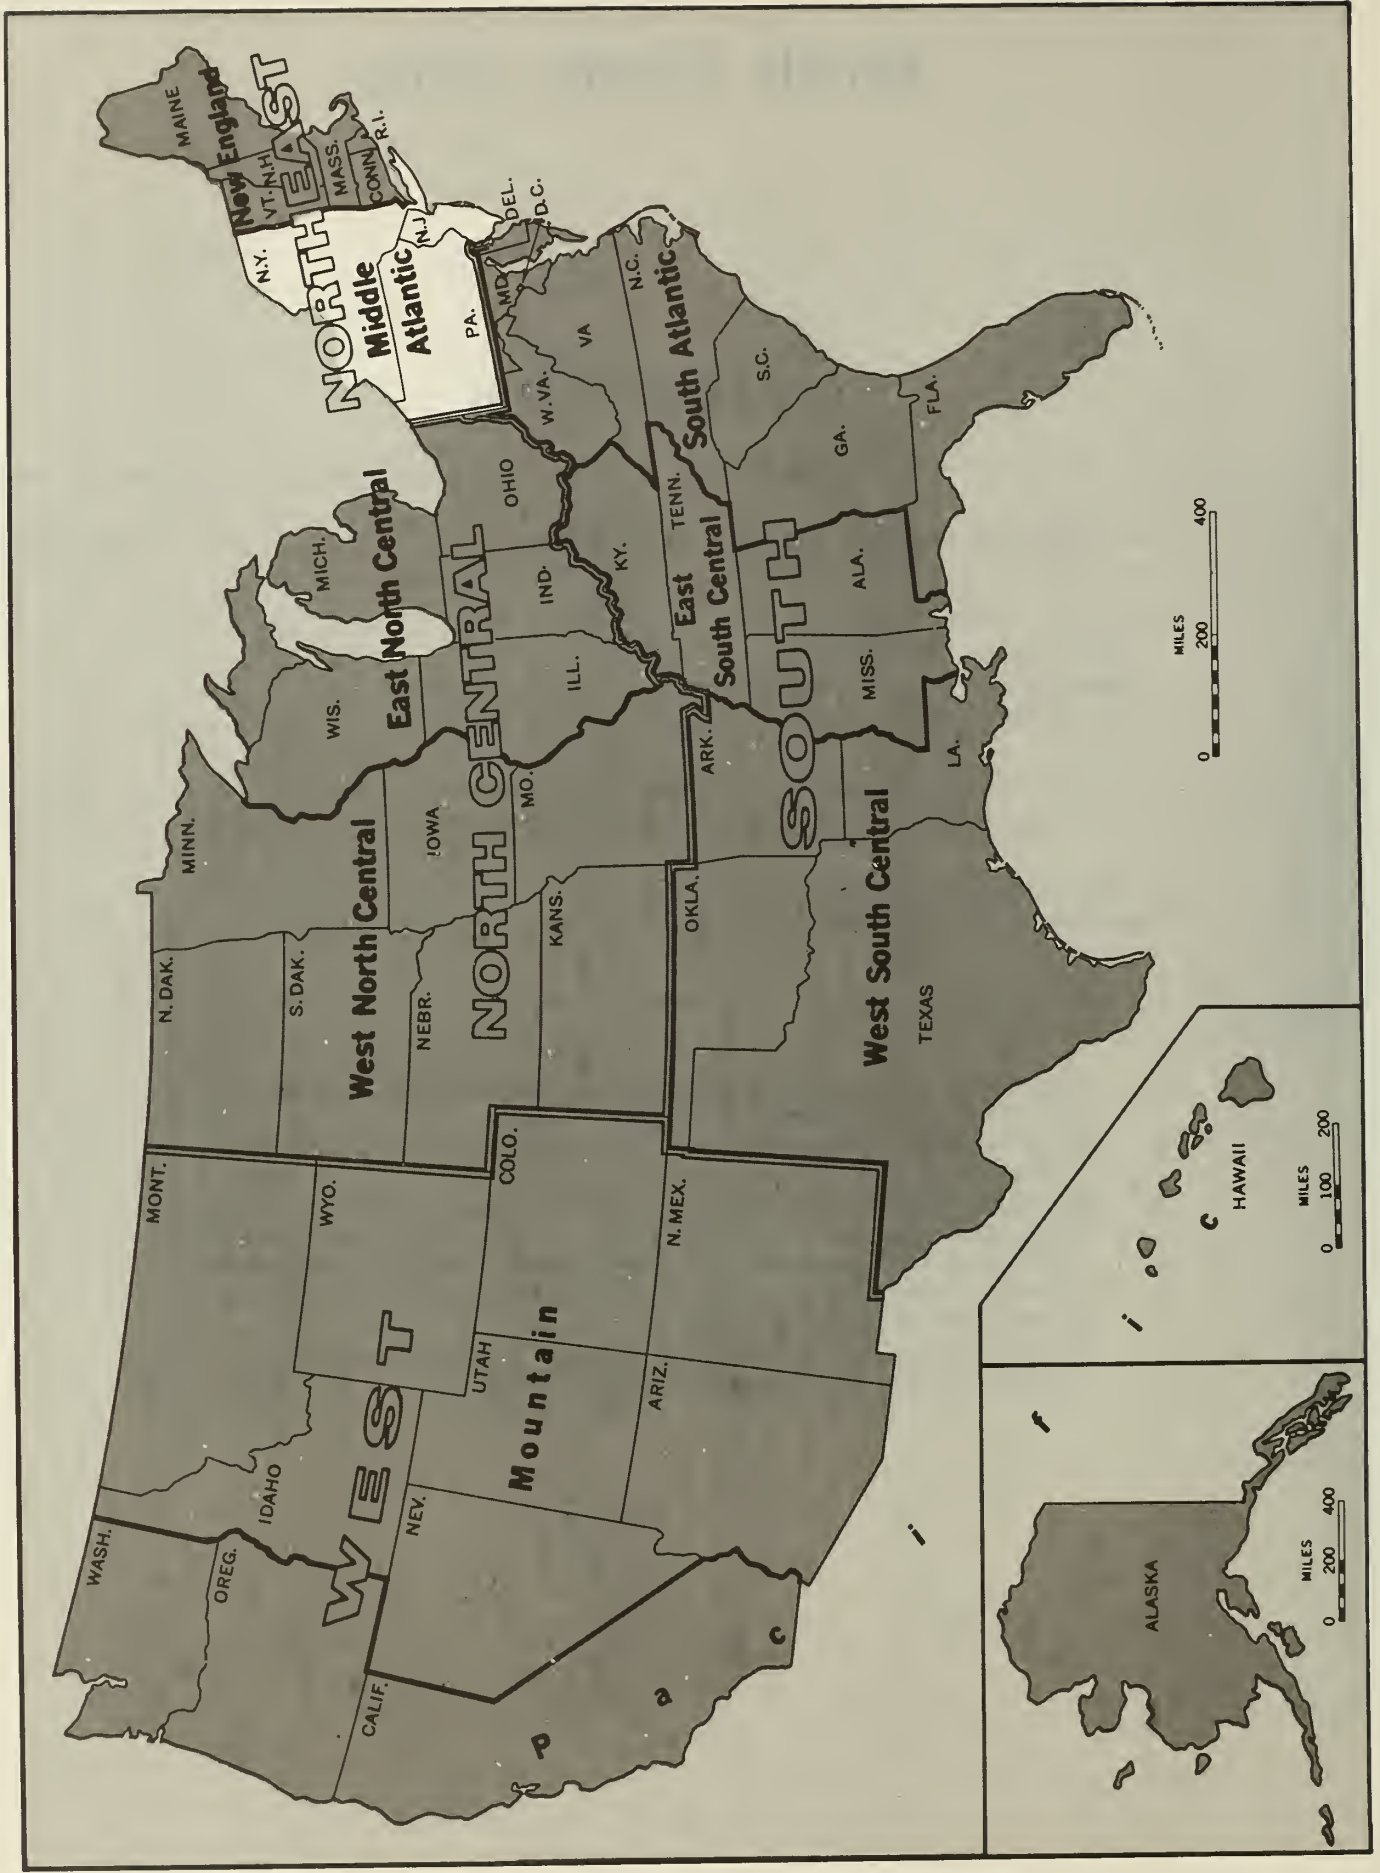 WEST
Pacific
Mountain
WASH.
OREG.
CALIF.
IDAHO
NEV.
MONT.
WYO.
UTAH
COLO.
ARIZ.
N. MEX.
NORTH CENTRAL
West North Central
N. DAK.
S. DAK.
NEBR.
KANS.
MINN.
IOWA
MO.
East North Central
WIS.
MICH.
ILL.
IND.
OHIO
SOUTH
West South Central
OKLA.
TEXAS
ARK.
LA.
East
South Central
KY.
TENN.
MISS.
ALA.
South Atlantic
W. VA.
MD.
DEL.
D.C.
VA
N.C.
S.C.
GA.
FLA.
NORTH EAST
Middle
Atlantic
N.Y.
N.J.
PA.
New England
MAINE
VT.
N.H.
MASS.
CONN.
R.I.
MILES
0 200 400
ALASKA
MILES
0 200 400
HAWAII
MILES
0 100 200